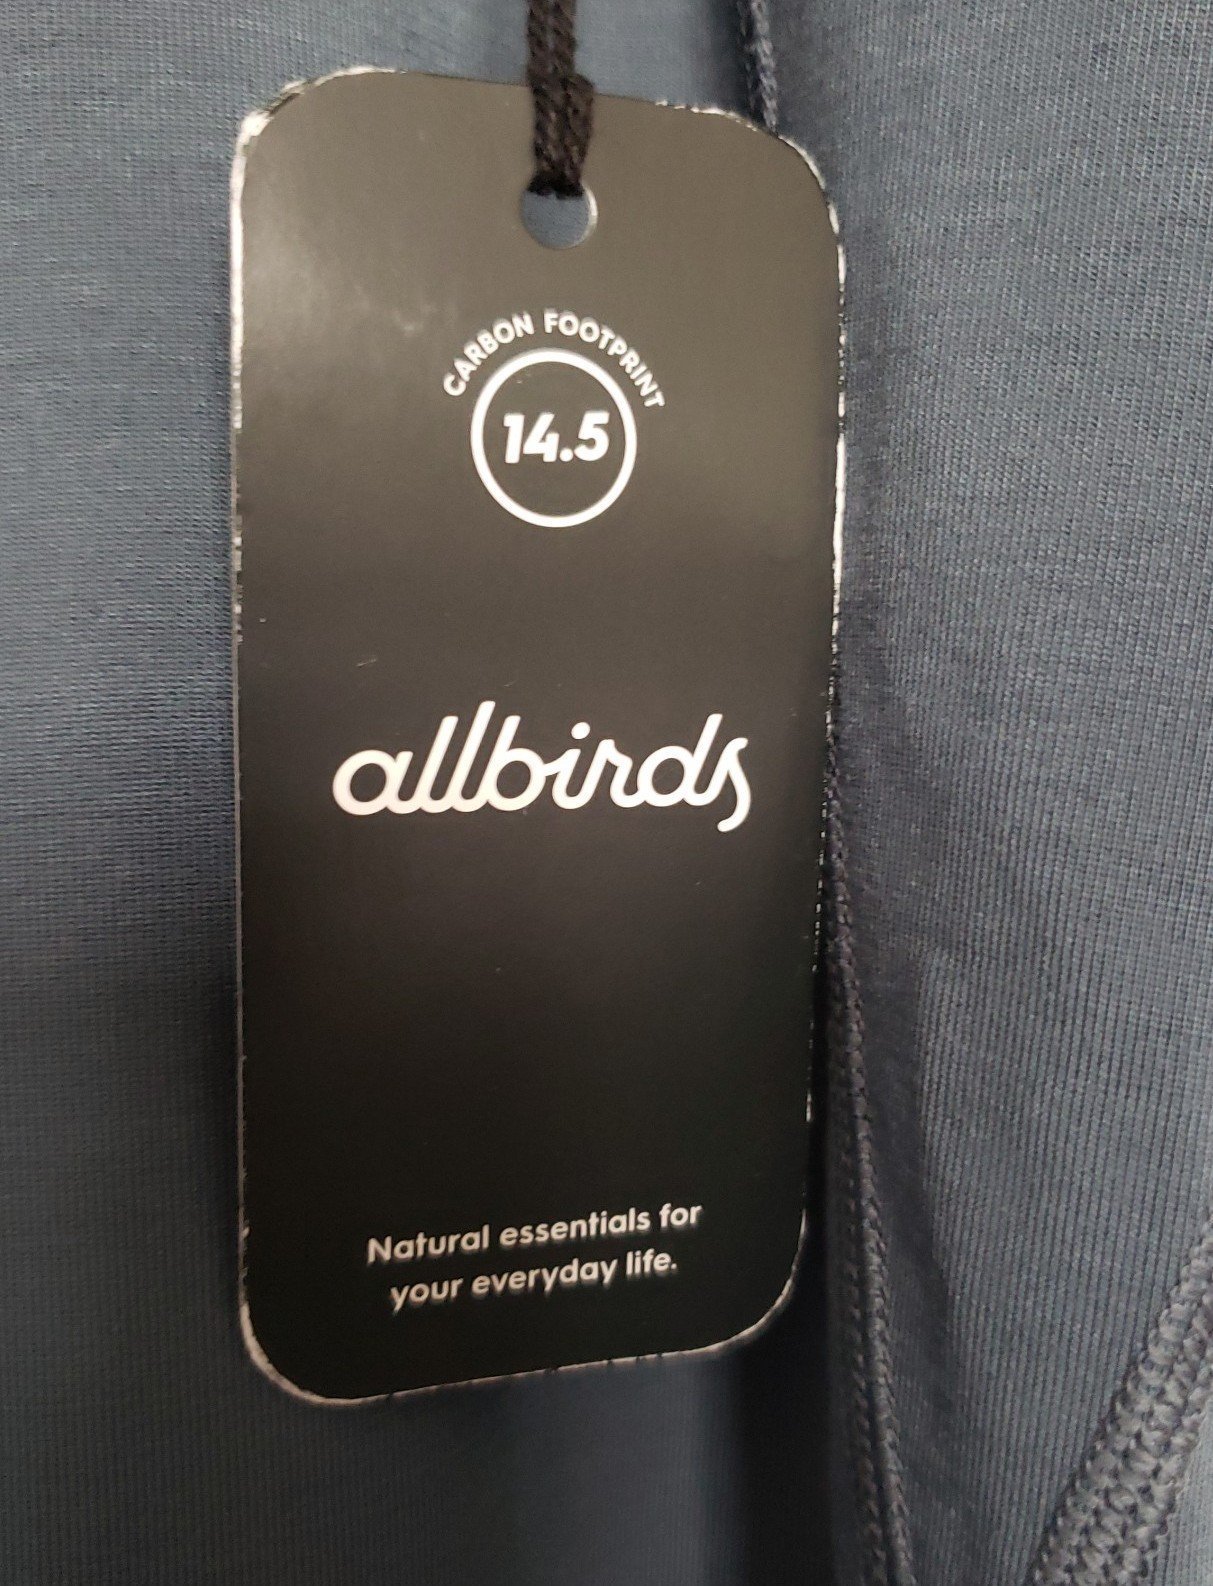 CARBON FOOTPRINT
14.5
allbirds
Natural essentials for
your everyday life.